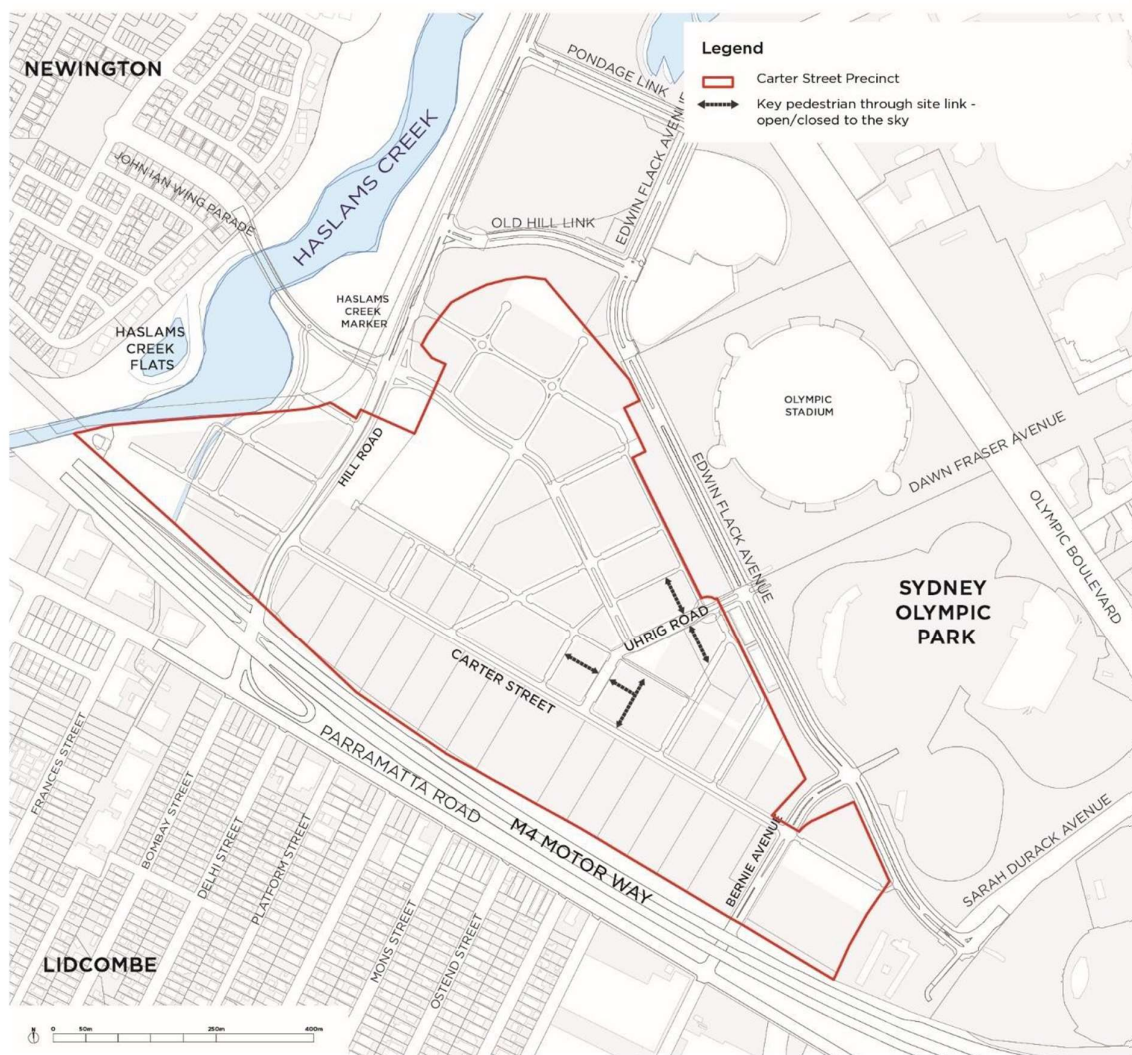 NEWINGTON
Legend
Carter Street Precinct
Key pedestrian through site link -
open/closed to the sky
PONDAGE LINK
EDWIN FLACK AVENUE
HASLAMS CREEK
JOHN IAN WING PARADE
OLD HILL LINK
HASLAMS
CREEK
MARKER
HASLAMS
CREEK
FLATS
OLYMPIC
STADIUM
HILL ROAD
DAWN FRASER AVENUE
EDWIN FLACK AVENUE
OLYMPIC BOULEVARD
SYDNEY
OLYMPIC
PARK
UHRIG ROAD
CARTER STREET
PARRAMATTA ROAD
M4 MOTOR WAY
BERNIE AVENUE
SARAH DURACK AVENUE
FRANCES STREET
BOMBAY STREET
DELHI STREET
PLATFORM STREET
MONS STREET
OSTEND STREET
LIDCOMBE
N
0 50m 250m 400m